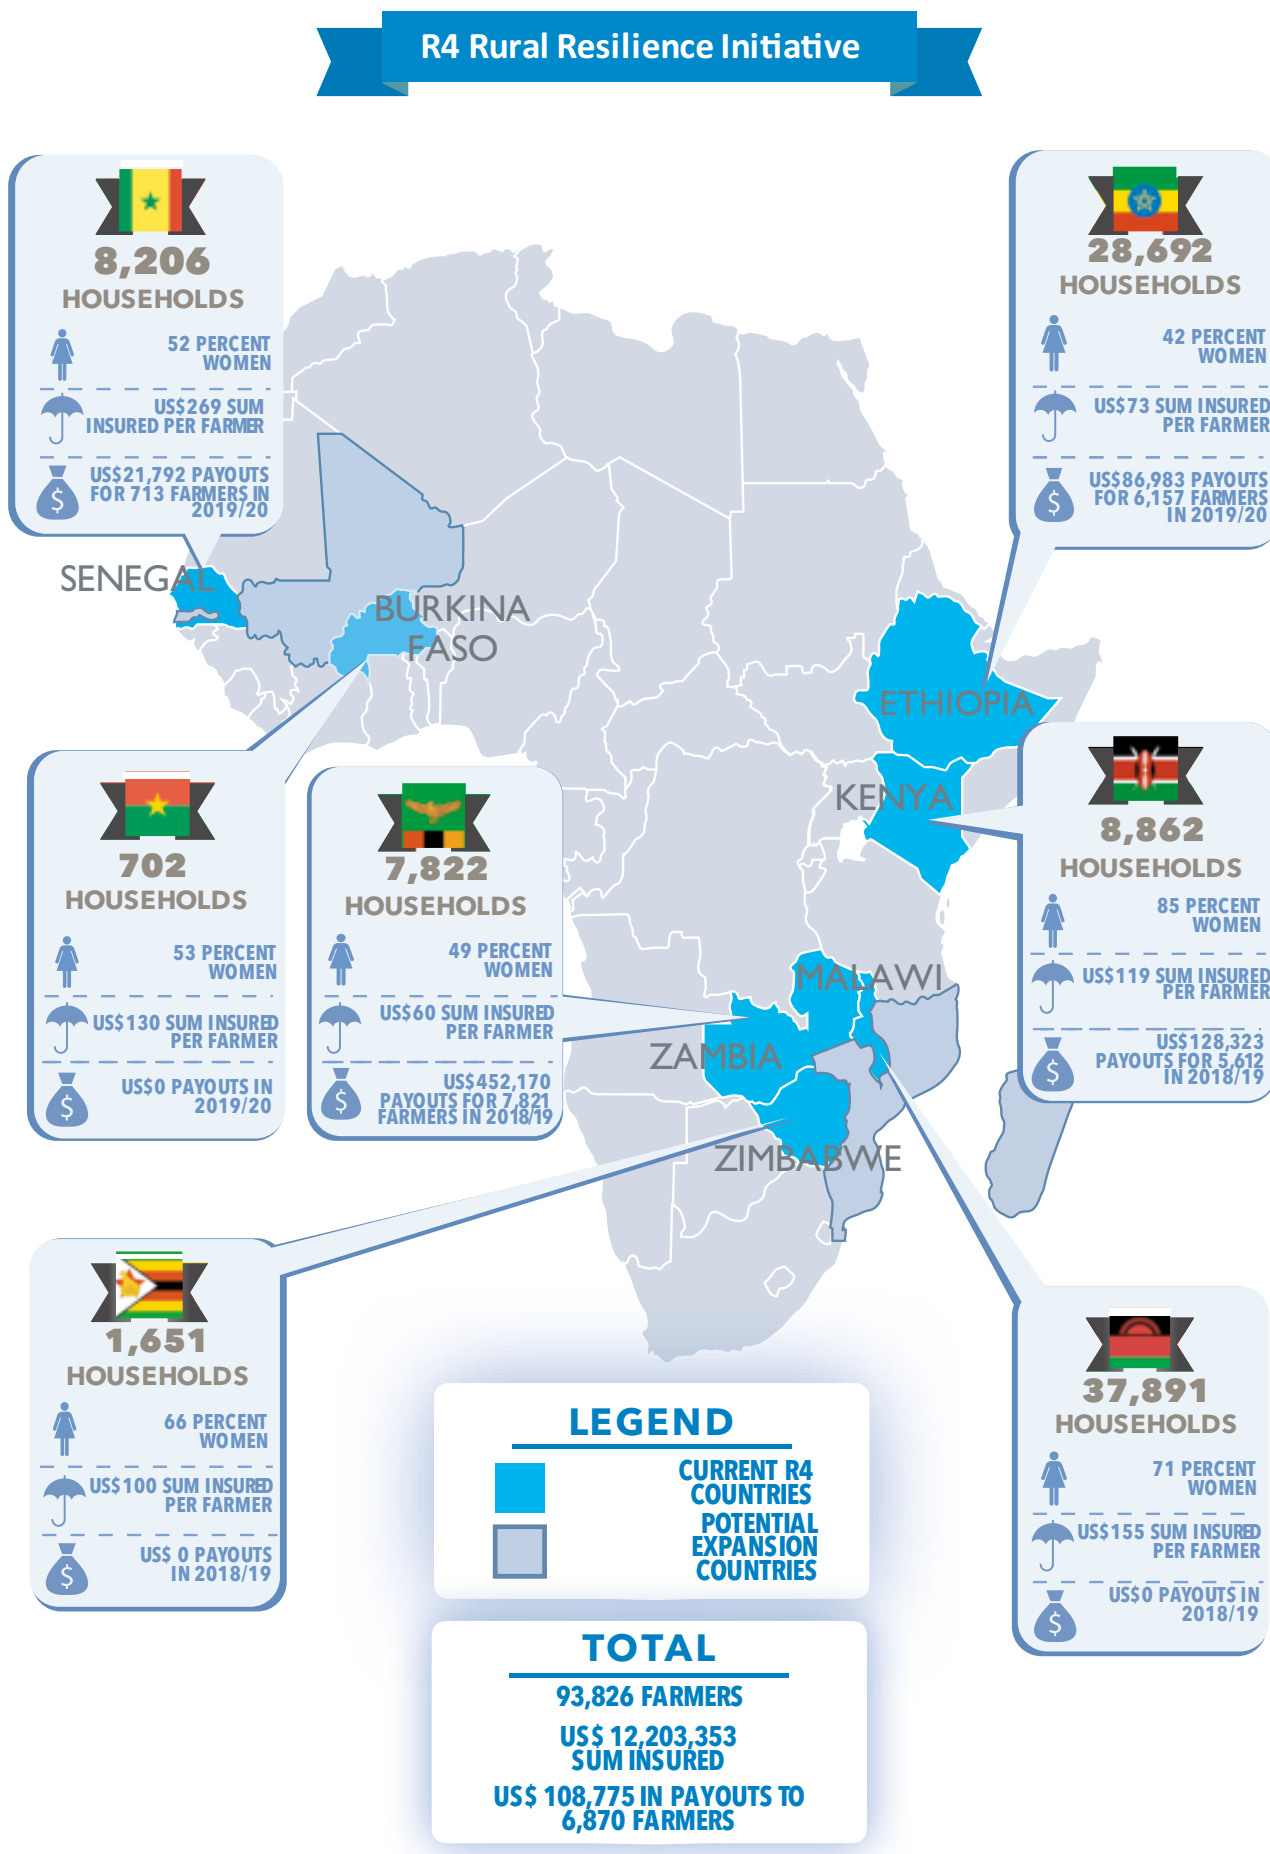 R4 Rural Resilience Initiative
8,206
HOUSEHOLDS
52 PERCENT
WOMEN
US$269 SUM
INSURED PER FARMER
US$21,792 PAYOUTS
FOR 713 FARMERS IN
2019/20
28,692
HOUSEHOLDS
42 PERCENT
WOMEN
US$73 SUM INSURED
PER FARMER
US$86,983 PAYOUTS
FOR 6,157 FARMERS
IN 2019/20
SENEGAL
BURKINA
FASO
ETHIOPIA
KENYA
MALAWI
ZAMBIA
ZIMBABWE
702
HOUSEHOLDS
53 PERCENT
WOMEN
US$130 SUM INSURED
PER FARMER
US$0 PAYOUTS IN
2019/20
7,822
HOUSEHOLDS
49 PERCENT
WOMEN
US$60 SUM INSURED
PER FARMER
US$452,170
PAYOUTS FOR 7,821
FARMERS IN 2018/19
8,862
HOUSEHOLDS
85 PERCENT
WOMEN
US$119 SUM INSURED
PER FARMER
US$128,323
PAYOUTS FOR 5,612
IN 2018/19
1,651
HOUSEHOLDS
66 PERCENT
WOMEN
US$100 SUM INSURED
PER FARMER
US$ 0 PAYOUTS
IN 2018/19
37,891
HOUSEHOLDS
71 PERCENT
WOMEN
US$155 SUM INSURED
PER FARMER
US$0 PAYOUTS IN
2018/19
LEGEND
CURRENT R4
COUNTRIES
POTENTIAL
EXPANSION
COUNTRIES
TOTAL
93,826 FARMERS
US$ 12,203,353
SUM INSURED
US$ 108,775 IN PAYOUTS TO
6,870 FARMERS